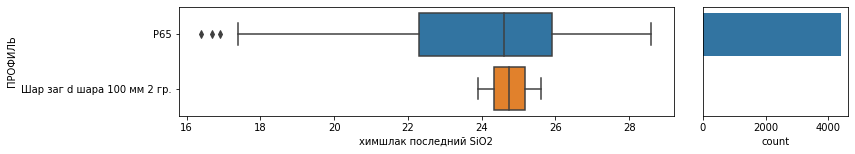 ПРОФИЛЬ
Р65
Шар заг d шара 100 мм 2 гр.
16 18 20 22 24 26 28
химшлак последний SiO2
0 2000 4000
count